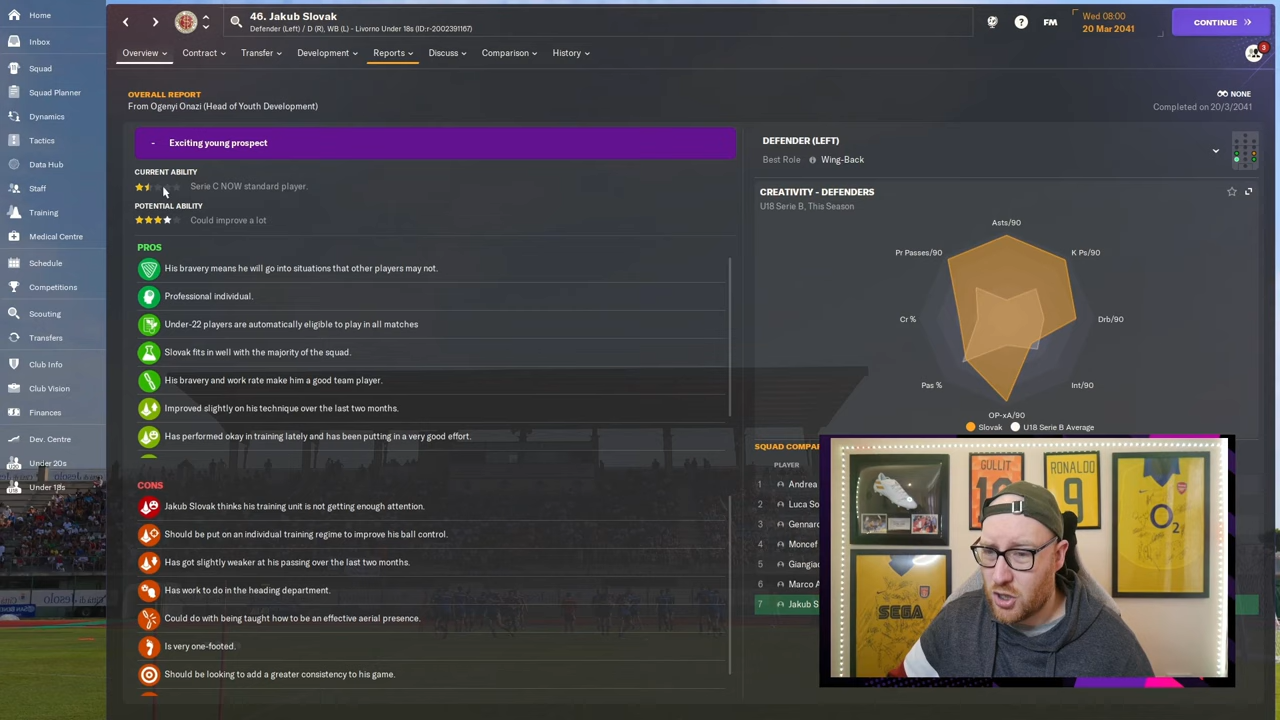 Home
Inbox
Squad
Squad Planner
Dynamics
Tactics
Data Hub
Staff
Training
Medical Centre
Schedule
Competitions
Scouting
Transfers
Club Info
Club Vision
Finances
Dev. Centre
Under 20s
Under 18s
46. Jakub Slovak
Defender (Left) / D (R), WB (L) - Livorno Under 18s (ID:r-2002391167)
FM
Wed 08:00
20 Mar 2041
CONTINUE
3
Overview
Contract
Transfer
Development
Reports
Discuss
Comparison
History
OVERALL REPORT
From Ogenyi Onazi (Head of Youth Development)
NONE
Completed on 20/3/2041
- Exciting young prospect
CURRENT ABILITY
Serie C NOW standard player.
POTENTIAL ABILITY
Could improve a lot
PROS
His bravery means he will go into situations that other players may not.
Professional individual.
Under-22 players are automatically eligible to play in all matches
Slovak fits in well with the majority of the squad.
His bravery and work rate make him a good team player.
Improved slightly on his technique over the last two months.
Has performed okay in training lately and has been putting in a very good effort.
CONS
Jakub Slovak thinks his training unit is not getting enough attention.
Should be put on an individual training regime to improve his ball control.
Has got slightly weaker at his passing over the last two months.
Has work to do in the heading department.
Could do with being taught how to be an effective aerial presence.
Is very one-footed.
Should be looking to add a greater consistency to his game.
DEFENDER (LEFT)
Best Role Wing-Back
CREATIVITY - DEFENDERS
U18 Serie B, This Season
Asts/90
Pr Passes/90
K Ps/90
Cr %
Drb/90
Pas %
Int/90
OP-xA/90
Slovak
U18 Serie B Average
SQUAD COMPA
PLAYER
1 Andrea
2 Luca So
3 Gennaro
4 Moncef
5 Giangiac
6 Marco A
7 Jakub S
GULLIT
RONALDO
9
O2
SEGA